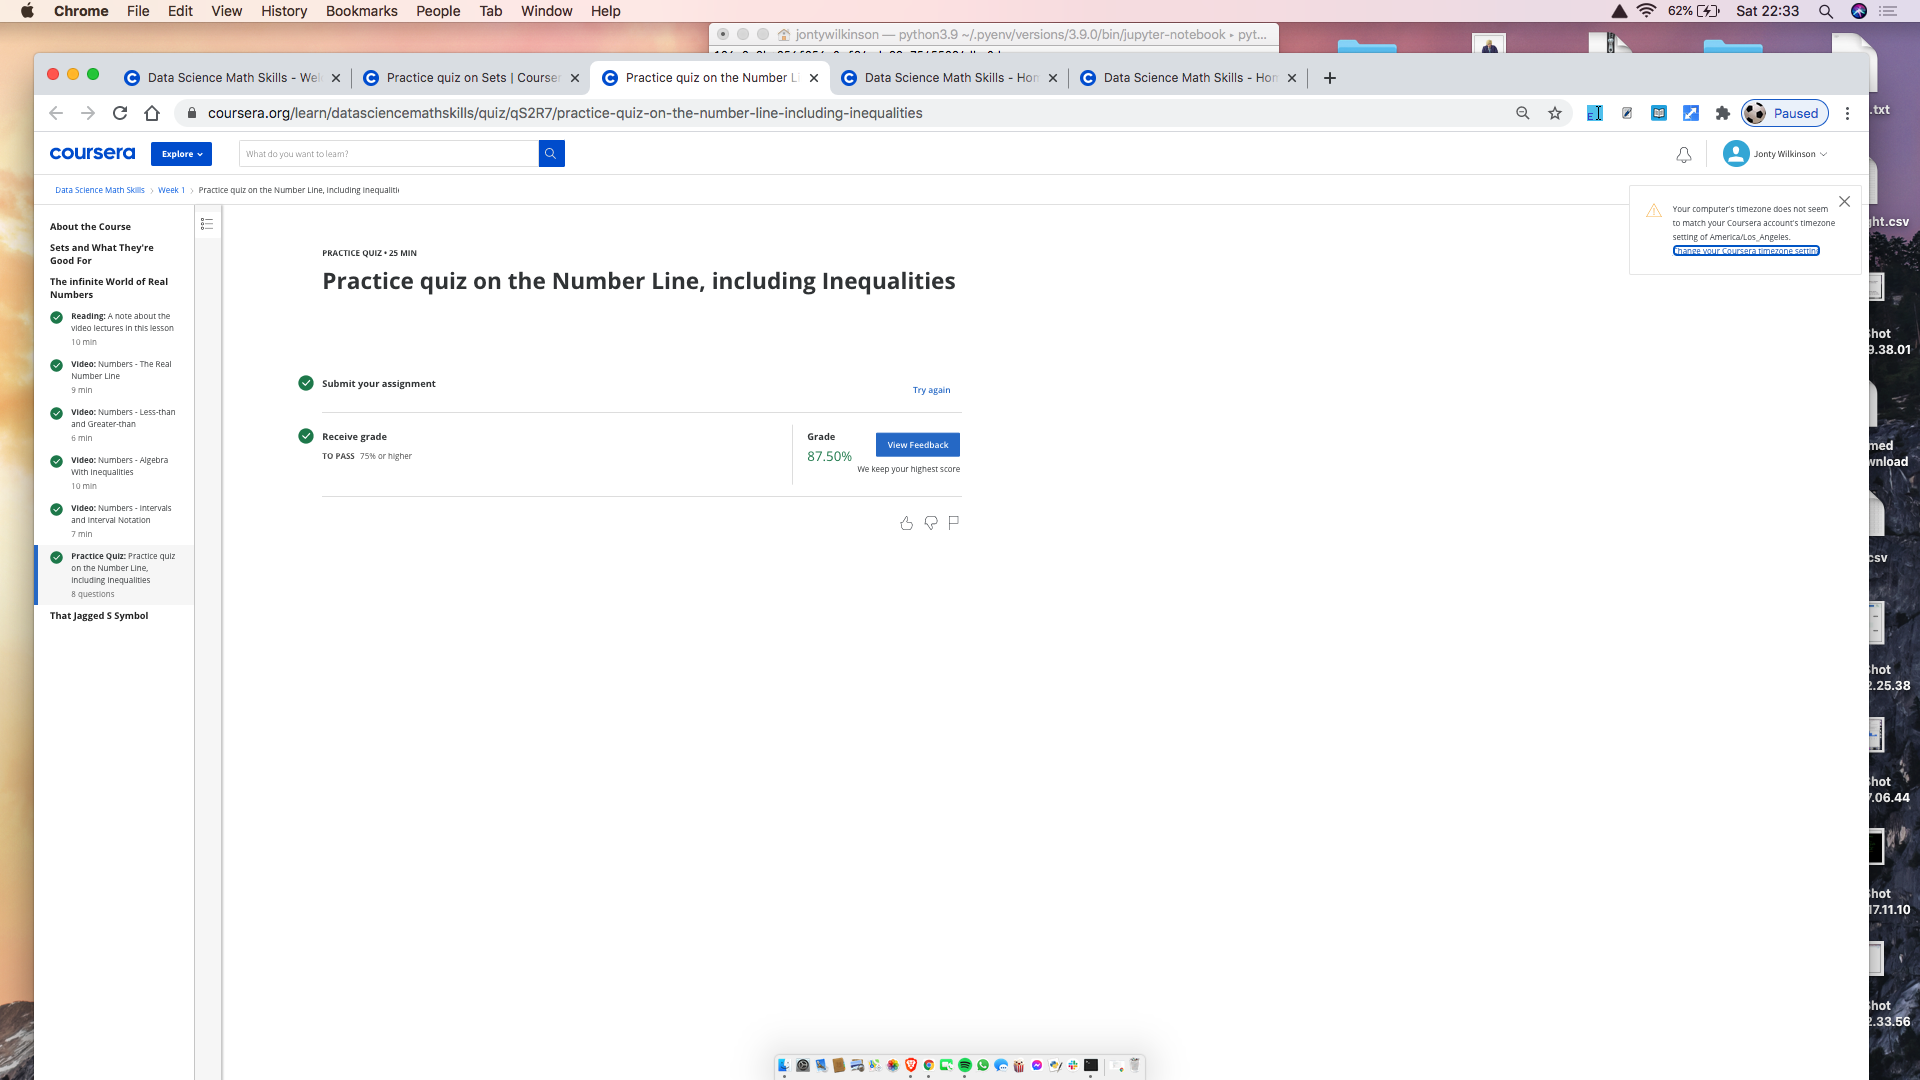 Chrome File Edit View History Bookmarks People Tab Window Help
62% Sat 22:33
jontywilkinson — python3.9 ~/.pyenv/versions/3.9.0/bin/jupyter-notebook ▸ pyt...
Data Science Math Skills - Wel
Practice quiz on Sets | Courser
Practice quiz on the Number Li
Data Science Math Skills - Hom
Data Science Math Skills - Hom
coursera.org/learn/datasciencemathskills/quiz/qS2R7/practice-quiz-on-the-number-line-including-inequalities
Paused
coursera
Explore
What do you want to learn?
Jonty Wilkinson
Data Science Math Skills > Week 1 > Practice quiz on the Number Line, including Inequaliti
Your computer's timezone does not seem
to match your Coursera account's timezone
setting of America/Los_Angeles.
Change your Coursera timezone setting
About the Course
Sets and What They're
Good For
The infinite World of Real
Numbers
Reading: A note about the
video lectures in this lesson
10 min
Video: Numbers - The Real
Number Line
9 min
Video: Numbers - Less-than
and Greater-than
6 min
Video: Numbers - Algebra
With Inequalities
10 min
Video: Numbers - Intervals
and Interval Notation
7 min
Practice Quiz: Practice quiz
on the Number Line,
including Inequalities
8 questions
That Jagged S Symbol
PRACTICE QUIZ • 25 MIN
Practice quiz on the Number Line, including Inequalities
Submit your assignment
Try again
Receive grade
TO PASS 75% or higher
Grade
87.50%
View Feedback
We keep your highest score
.txt
ght.csv
Shot
9.38.01
med
wnload
csv
Shot
2.25.38
Shot
7.06.44
Shot
17.11.10
Shot
2.33.56